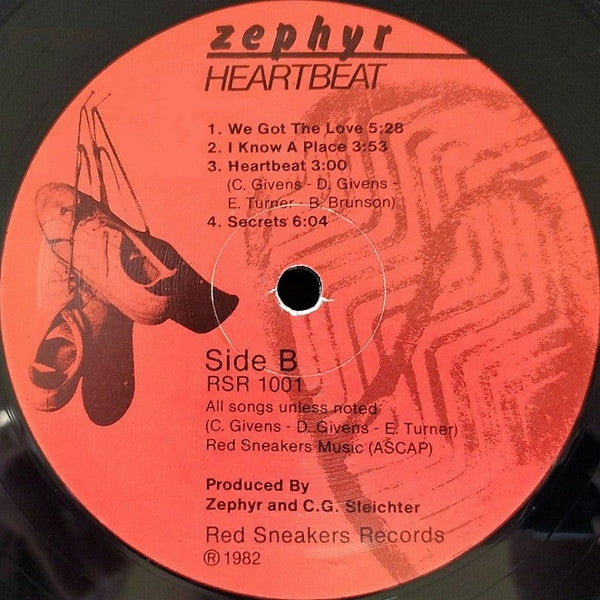 zephyr
HEARTBEAT
1. We Got The Love 5:28
2. I Know A Place 3:53
3. Heartbeat 3:00
(C. Givens - D. Givens -
E. Turner - B. Brunson)
4. Secrets 6:04
Side B
RSR 1001
All songs unless noted
(C. Givens - D. Givens - E. Turner)
Red Sneakers Music (ASCAP)
Produced By
Zephyr and C.G. Sleichter
Red Sneakers Records
℗ 1982